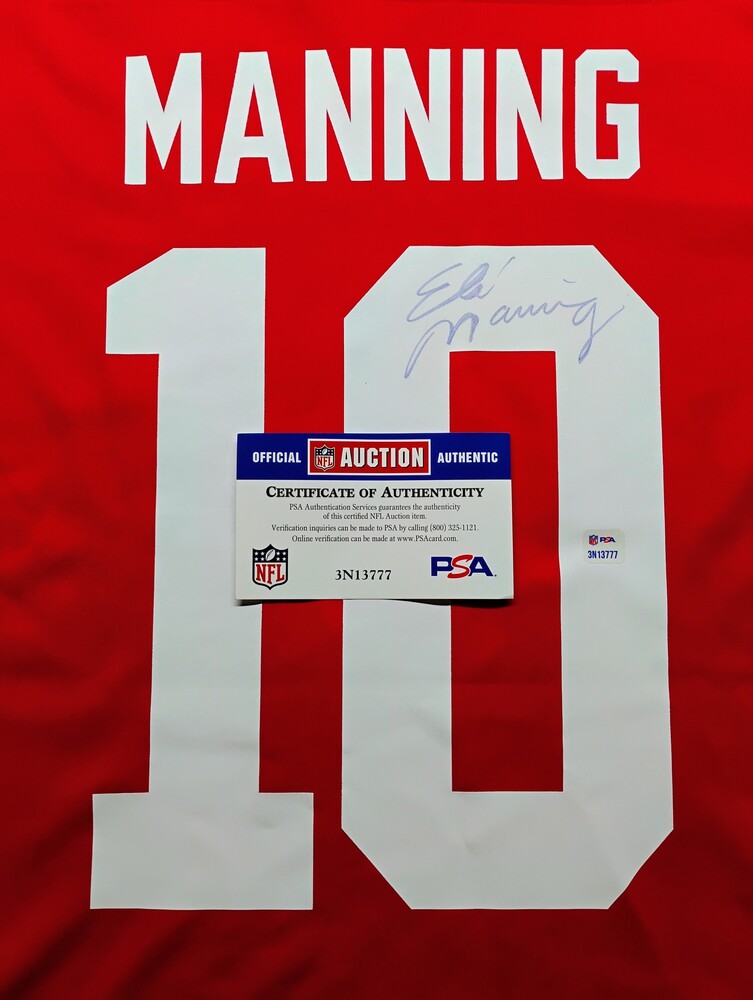 MANNING
10
Eli
Manning
OFFICIAL NFL AUCTION AUTHENTIC
CERTIFICATE OF AUTHENTICITY
PSA Authentication Services guarantees the authenticity
of this certified NFL Auction item.
Verification inquiries can be made to PSA by calling (800) 325-1121.
Online verification can be made at www.PSAcard.com.
NFL 3N13777 PSA
NFL PSA
3N13777